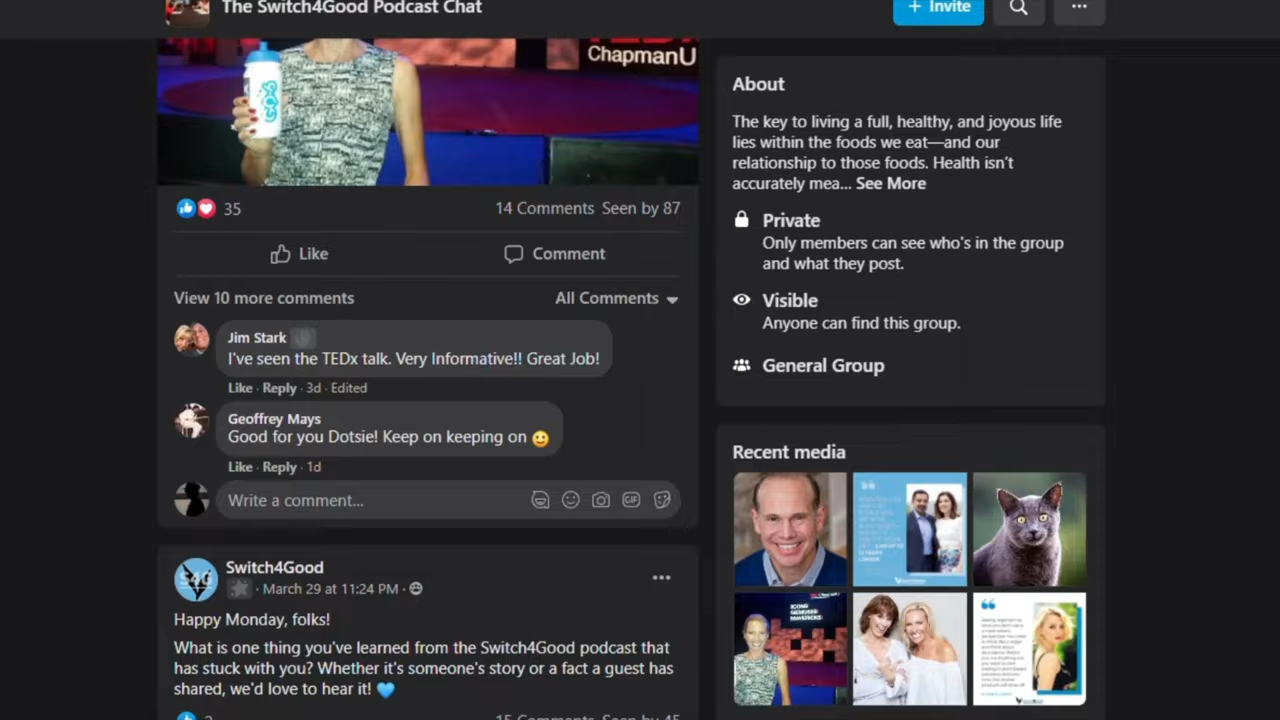 The Switch4Good Podcast Chat
+ Invite
ChapmanU
35
14 Comments Seen by 87
Like
Comment
View 10 more comments
All Comments
Jim Stark
I've seen the TEDx talk. Very Informative!! Great Job!
Like · Reply · 3d · Edited
Geoffrey Mays
Good for you Dotsie! Keep on keeping on
Like · Reply · 1d
Write a comment...
GIF
Switch4Good
March 29 at 11:24 PM ·
Happy Monday, folks!
What is one thing you've learned from the Switch4Good podcast that
has stuck with you? Whether it's someone's story or a fact a guest has
shared, we'd love to hear it!
15 Comments Seen by 45
About
The key to living a full, healthy, and joyous life
lies within the foods we eat—and our
relationship to those foods. Health isn't
accurately mea... See More
Private
Only members can see who's in the group
and what they post.
Visible
Anyone can find this group.
General Group
Recent media
ICONS
GENIUSES
MAVERICKS